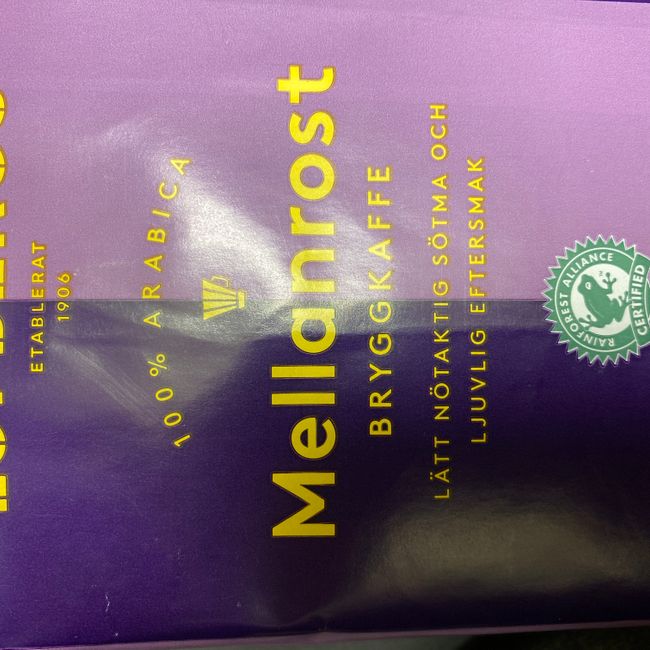 ETABLERAT
1906
100% ARABICA
Mellanrost
BRYGGKAFFE
LÄTT NÖTAKTIG SÖTMA OCH
LJUVLIG EFTERSMAK
RAINFOREST ALLIANCE
CERTIFIED